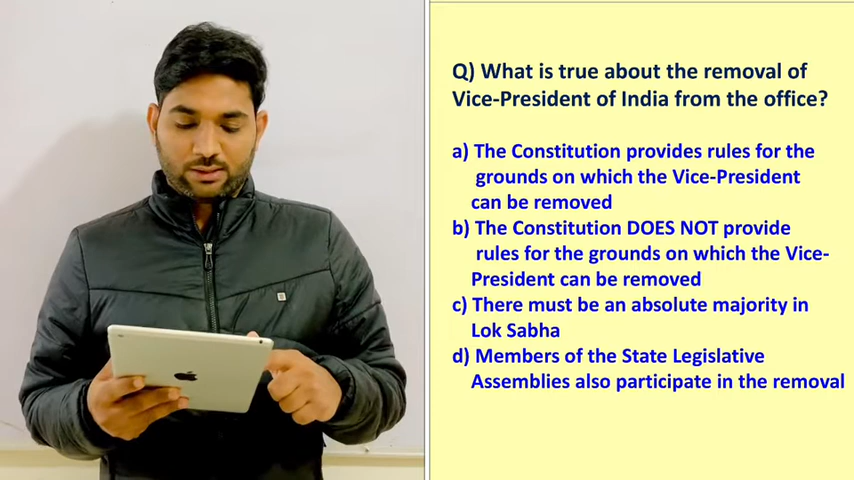 Q) What is true about the removal of
Vice-President of India from the office?
a) The Constitution provides rules for the
grounds on which the Vice-President
can be removed
b) The Constitution DOES NOT provide
rules for the grounds on which the Vice-
President can be removed
c) There must be an absolute majority in
Lok Sabha
d) Members of the State Legislative
Assemblies also participate in the removal